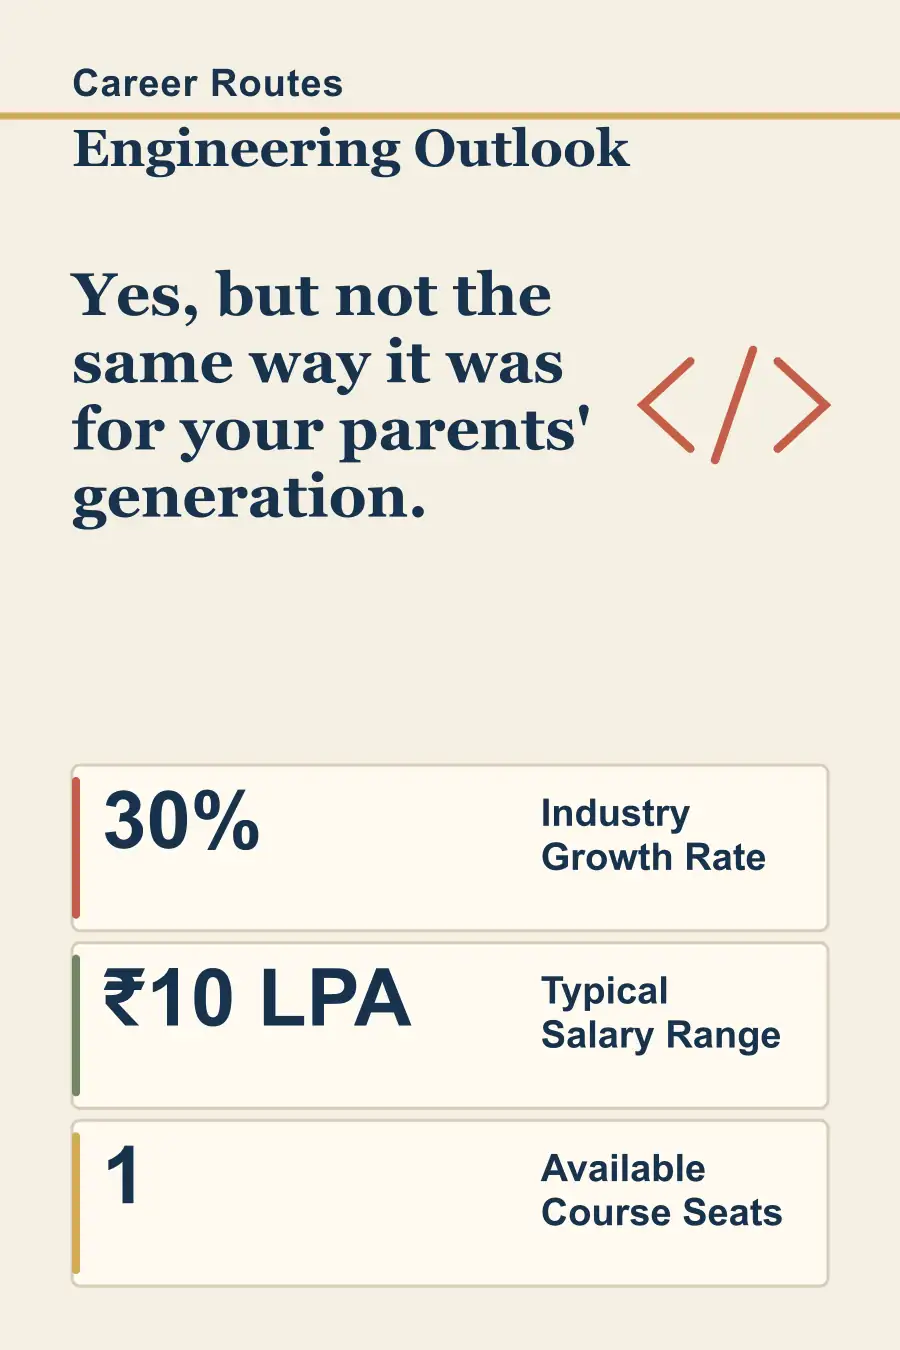 Career Routes
Engineering Outlook
Yes, but not the
same way it was
for your parents'
generation.
30%
Industry
Growth Rate
₹10 LPA
Typical
Salary Range
1
Available
Course Seats